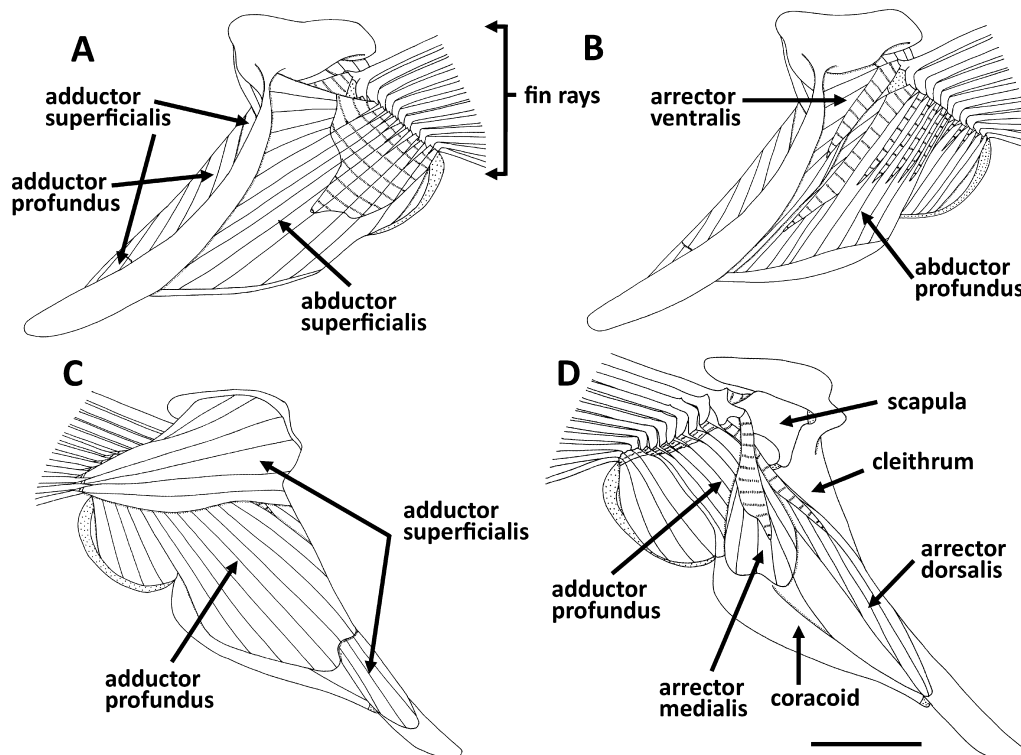 A
adductor
superficialis
adductor
profundus
abductor
superficialis
fin rays
B
arrector
ventralis
abductor
profundus
C
adductor
superficialis
adductor
profundus
D
scapula
cleithrum
arrector
dorsalis
adductor
profundus
arrector
medialis
coracoid